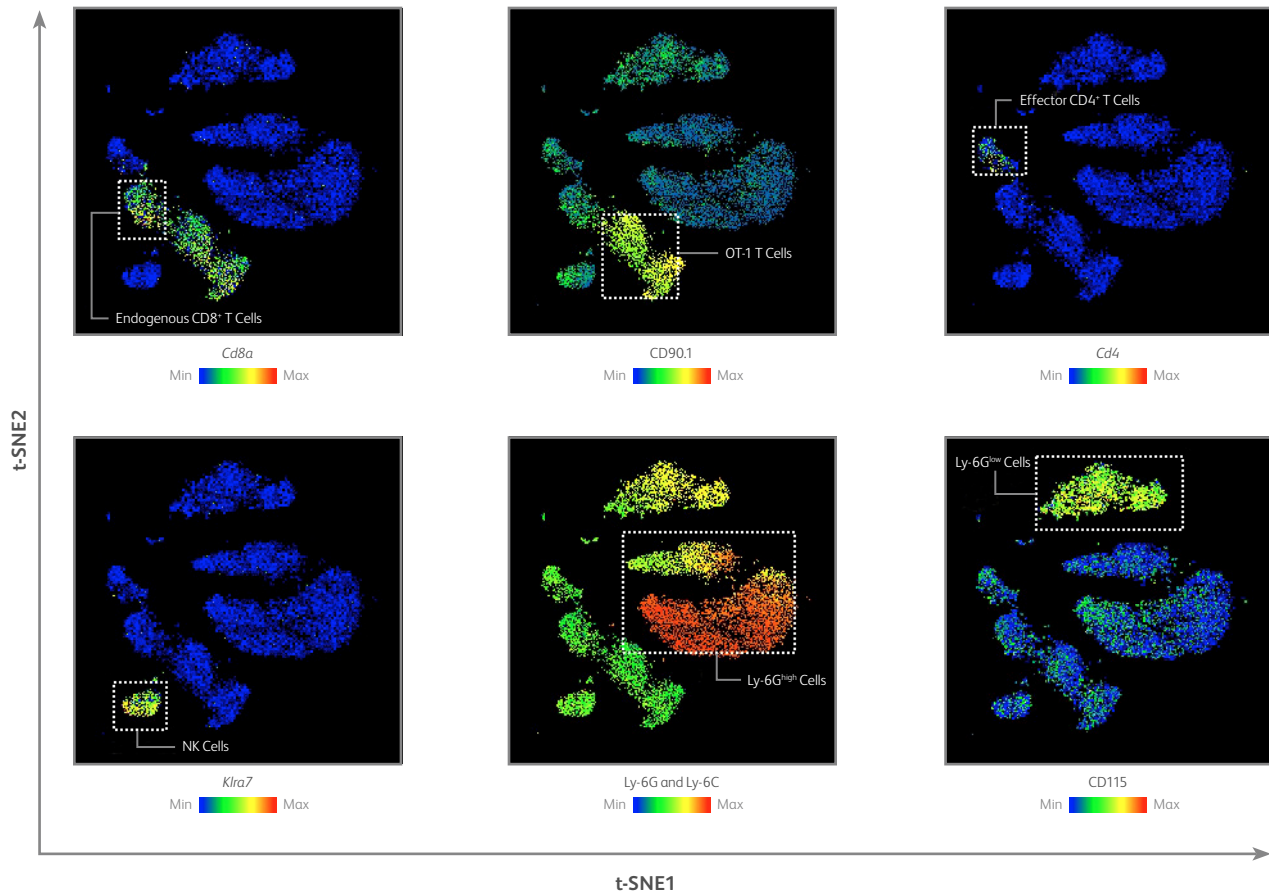 t-SNE2
Endogenous CD8⁺ T Cells
Cd8a
Min Max
OT-1 T Cells
CD90.1
Min Max
Effector CD4⁺ T Cells
Cd4
Min Max
NK Cells
Klra7
Min Max
Ly-6Gʰⁱᵍʰ Cells
Ly-6G and Ly-6C
Min Max
Ly-6Gˡᵒʷ Cells
CD115
Min Max
t-SNE1